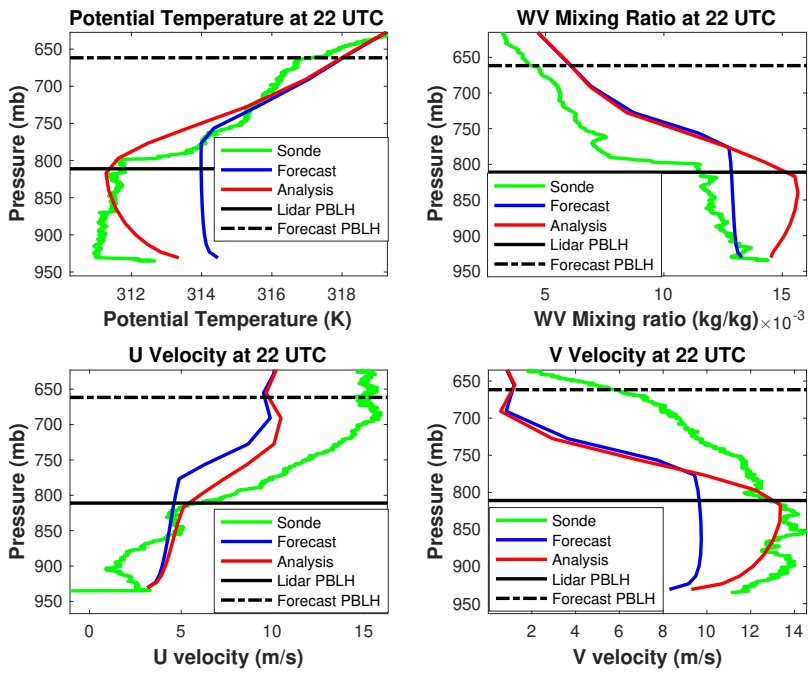 Potential Temperature at 22 UTC
Pressure (mb)
650
700
750
800
850
900
950
Sonde
Forecast
Analysis
Lidar PBLH
Forecast PBLH
312 314 316 318
Potential Temperature (K)
WV Mixing Ratio at 22 UTC
Pressure (mb)
650
700
750
800
850
900
950
Sonde
Forecast
Analysis
Lidar PBLH
Forecast PBLH
5 10 15
WV Mixing ratio (kg/kg) ×10⁻³
U Velocity at 22 UTC
Pressure (mb)
650
700
750
800
850
900
950
Sonde
Forecast
Analysis
Lidar PBLH
Forecast PBLH
0 5 10 15
U velocity (m/s)
V Velocity at 22 UTC
Pressure (mb)
650
700
750
800
850
900
950
Sonde
Forecast
Analysis
Lidar PBLH
Forecast PBLH
2 4 6 8 10 12 14
V velocity (m/s)